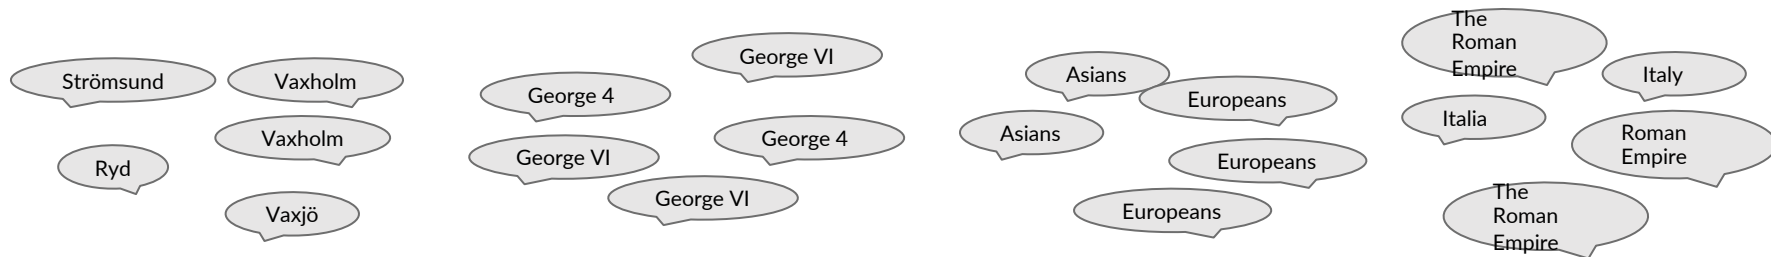 Strömsund
Vaxholm
Vaxholm
Ryd
Vaxjö
George VI
George 4
George 4
George VI
George VI
Asians
Europeans
Asians
Europeans
Europeans
The
Roman
Empire
Italy
Italia
Roman
Empire
The
Roman
Empire